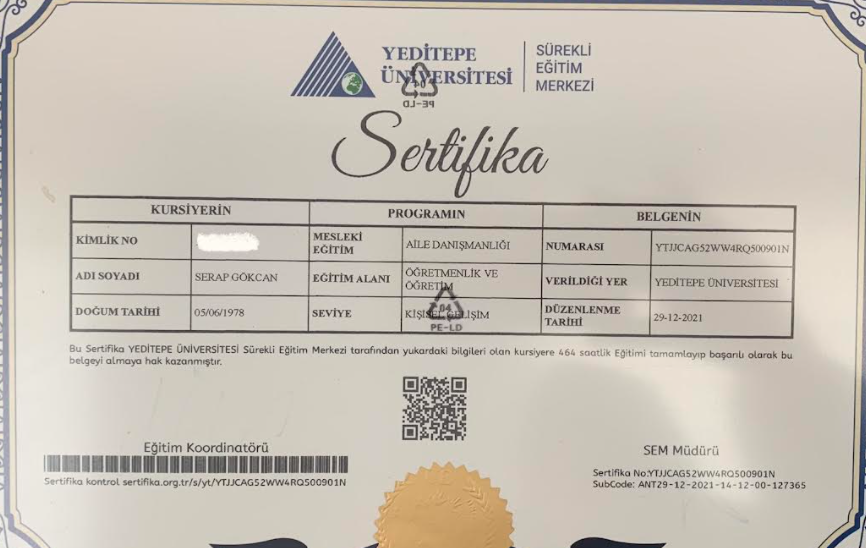 YEDİTEPE
ÜNİVERSİTESİ
SÜREKLİ
EĞİTİM
MERKEZİ
04
PE-LD
Sertifika
KURSİYERİN PROGRAMIN BELGENİN
KİMLİK NO MESLEKİ EĞİTİM AİLE DANIŞMANLIĞI NUMARASI YTJJCAG52WW4RQ500901N
ADI SOYADI SERAP GÖKCAN EĞİTİM ALANI ÖĞRETMENLİK VE ÖĞRETİM VERİLDİĞİ YER YEDİTEPE ÜNİVERSİTESİ
DOĞUM TARİHİ 05/06/1978 SEVİYE KİŞİSEL GELİŞİM DÜZENLENME TARİHİ 29-12-2021
04
PE-LD
Bu Sertifika YEDİTEPE ÜNİVERSİTESİ Sürekli Eğitim Merkezi tarafından yukardaki bilgileri olan kursiyere 464 saatlik Eğitimi tamamlayıp başarılı olarak bu
belgeyi almaya hak kazanmıştır.
Eğitim Koordinatörü
Sertifika kontrol sertifika.org.tr/s/yt/YTJJCAG52WW4RQ500901N
SEM Müdürü
Sertifika No:YTJJCAG52WW4RQ500901N
SubCode: ANT29-12-2021-14-12-00-127365